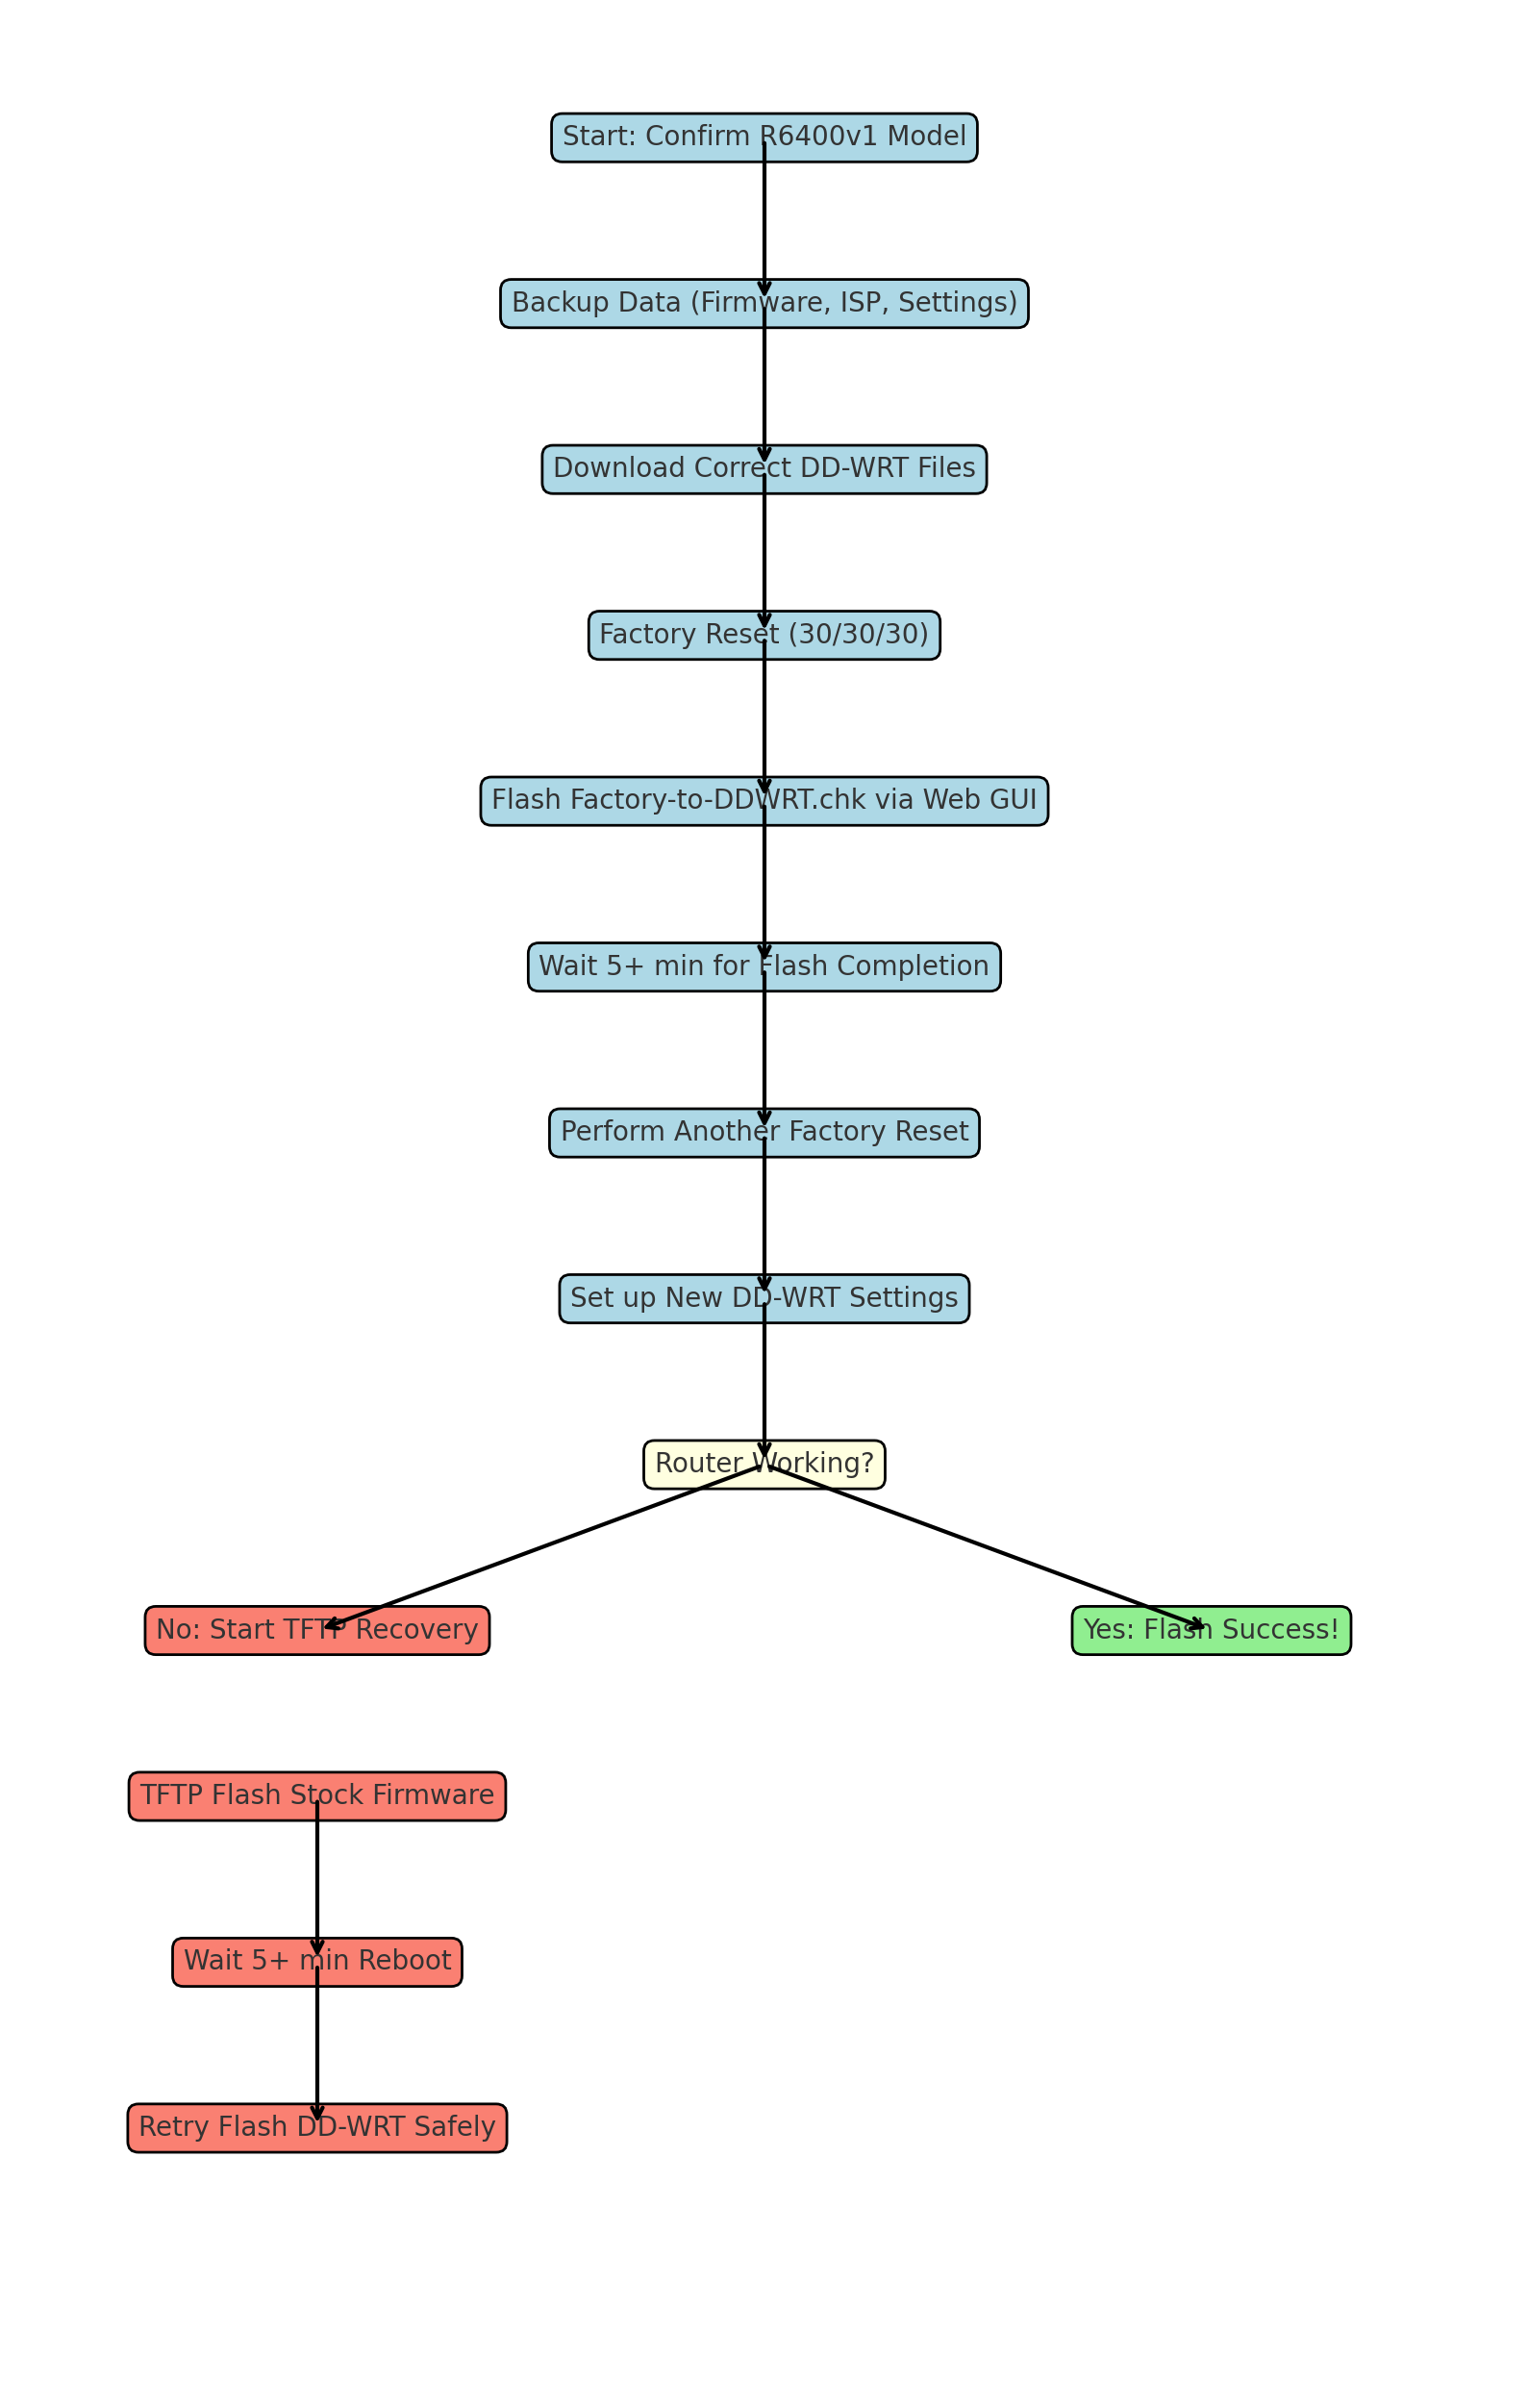 Start: Confirm R6400v1 Model
Backup Data (Firmware, ISP, Settings)
Download Correct DD-WRT Files
Factory Reset (30/30/30)
Flash Factory-to-DDWRT.chk via Web GUI
Wait 5+ min for Flash Completion
Perform Another Factory Reset
Set up New DD-WRT Settings
Router Working?
No: Start TFTP Recovery
Yes: Flash Success!
TFTP Flash Stock Firmware
Wait 5+ min Reboot
Retry Flash DD-WRT Safely